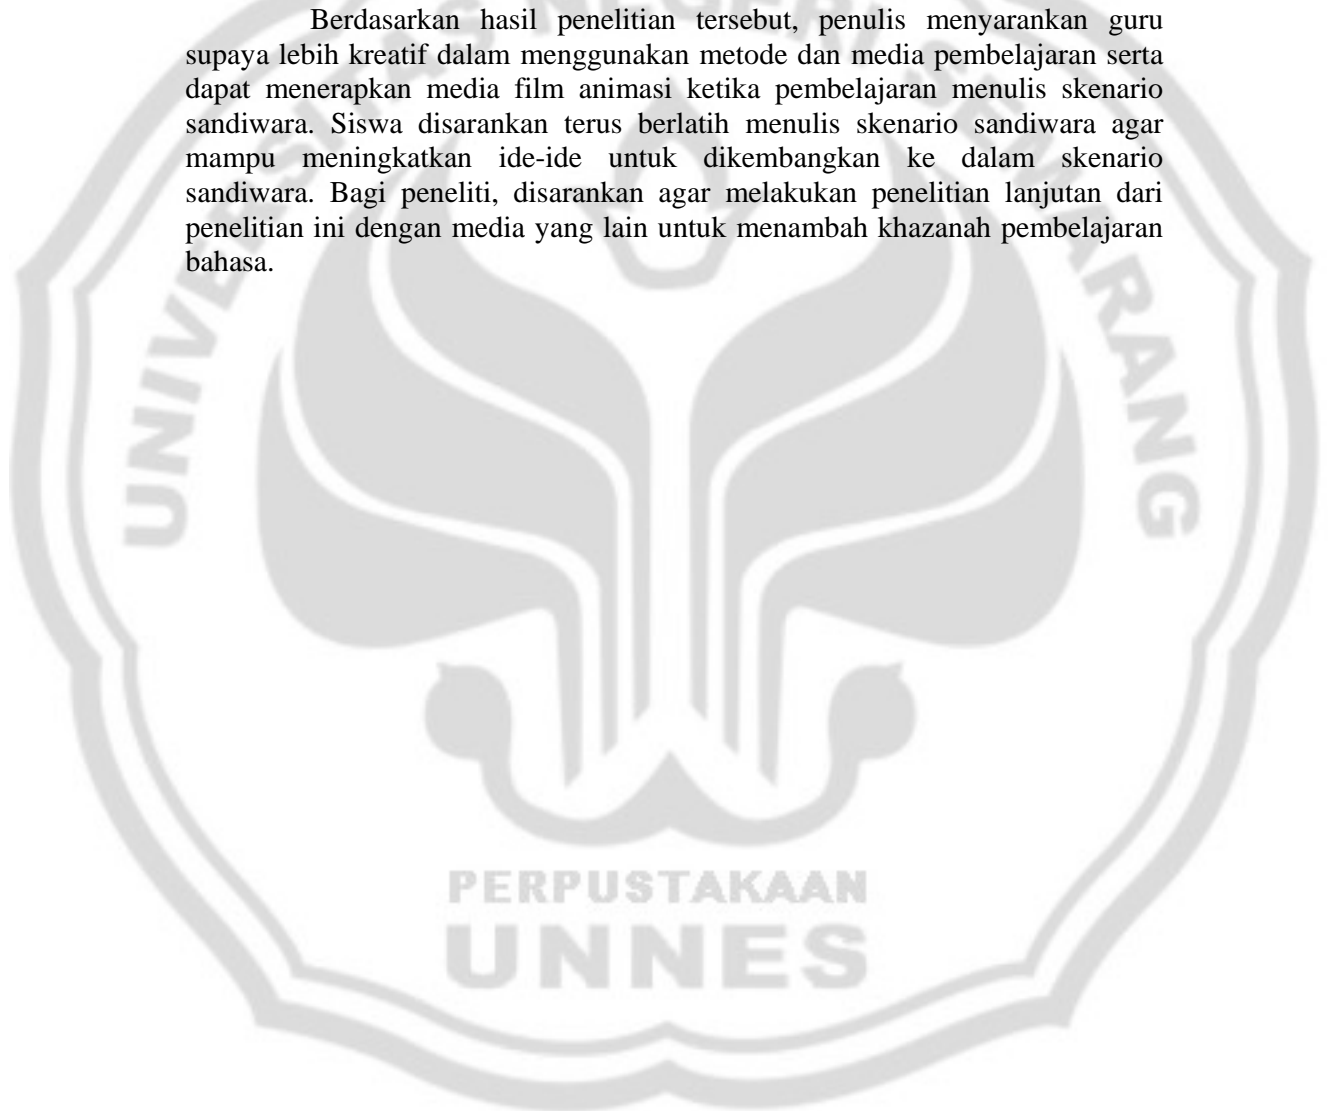 Berdasarkan hasil penelitian tersebut, penulis menyarankan guru
supaya lebih kreatif dalam menggunakan metode dan media pembelajaran serta
dapat menerapkan media film animasi ketika pembelajaran menulis skenario
sandiwara. Siswa disarankan terus berlatih menulis skenario sandiwara agar
mampu meningkatkan ide-ide untuk dikembangkan ke dalam skenario
sandiwara. Bagi peneliti, disarankan agar melakukan penelitian lanjutan dari
penelitian ini dengan media yang lain untuk menambah khazanah pembelajaran
bahasa.
UNIVERSITAS NEGERI SEMARANG
PERPUSTAKAAN
UNNES